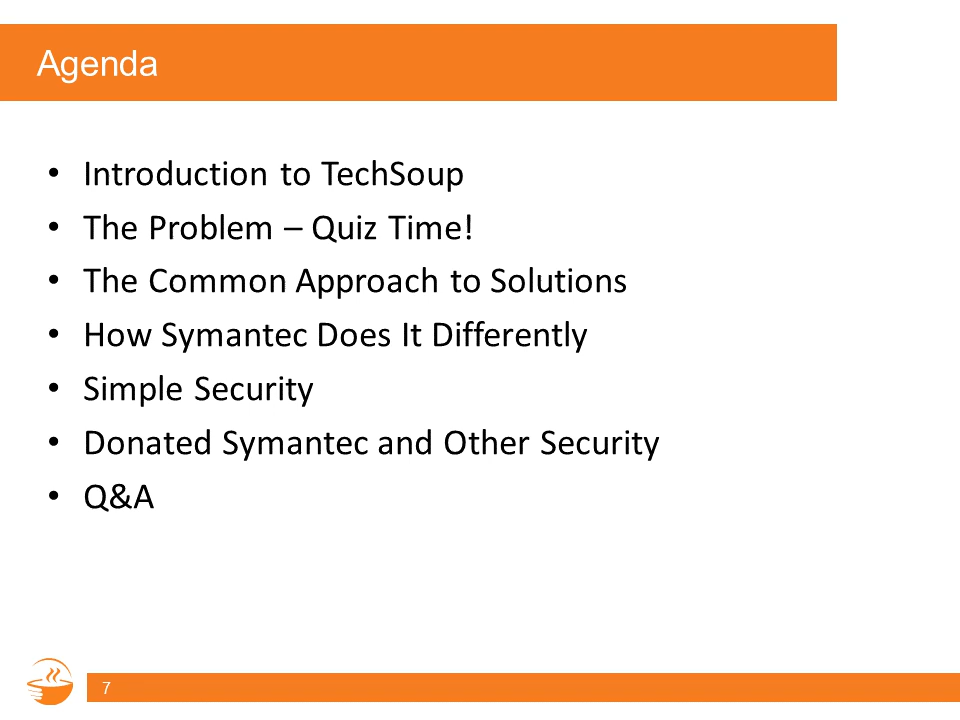 Agenda
• Introduction to TechSoup
• The Problem – Quiz Time!
• The Common Approach to Solutions
• How Symantec Does It Differently
• Simple Security
• Donated Symantec and Other Security
• Q&A
7